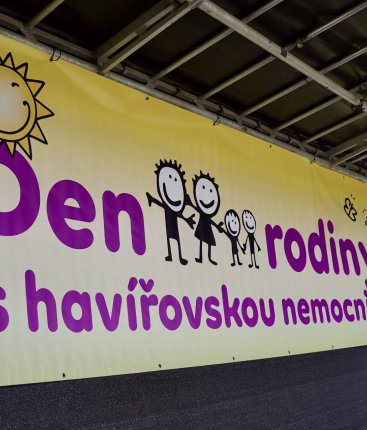 Den rodiny
s havířovskou nemocni